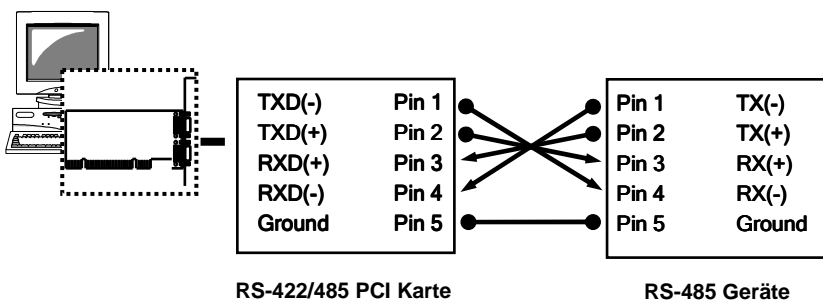 TXD(-) Pin 1 Pin 1 TX(-)
TXD(+) Pin 2 Pin 2 TX(+)
RXD(+) Pin 3 Pin 3 RX(+)
RXD(-) Pin 4 Pin 4 RX(-)
Ground Pin 5 Pin 5 Ground
RS-422/485 PCI Karte RS-485 Geräte